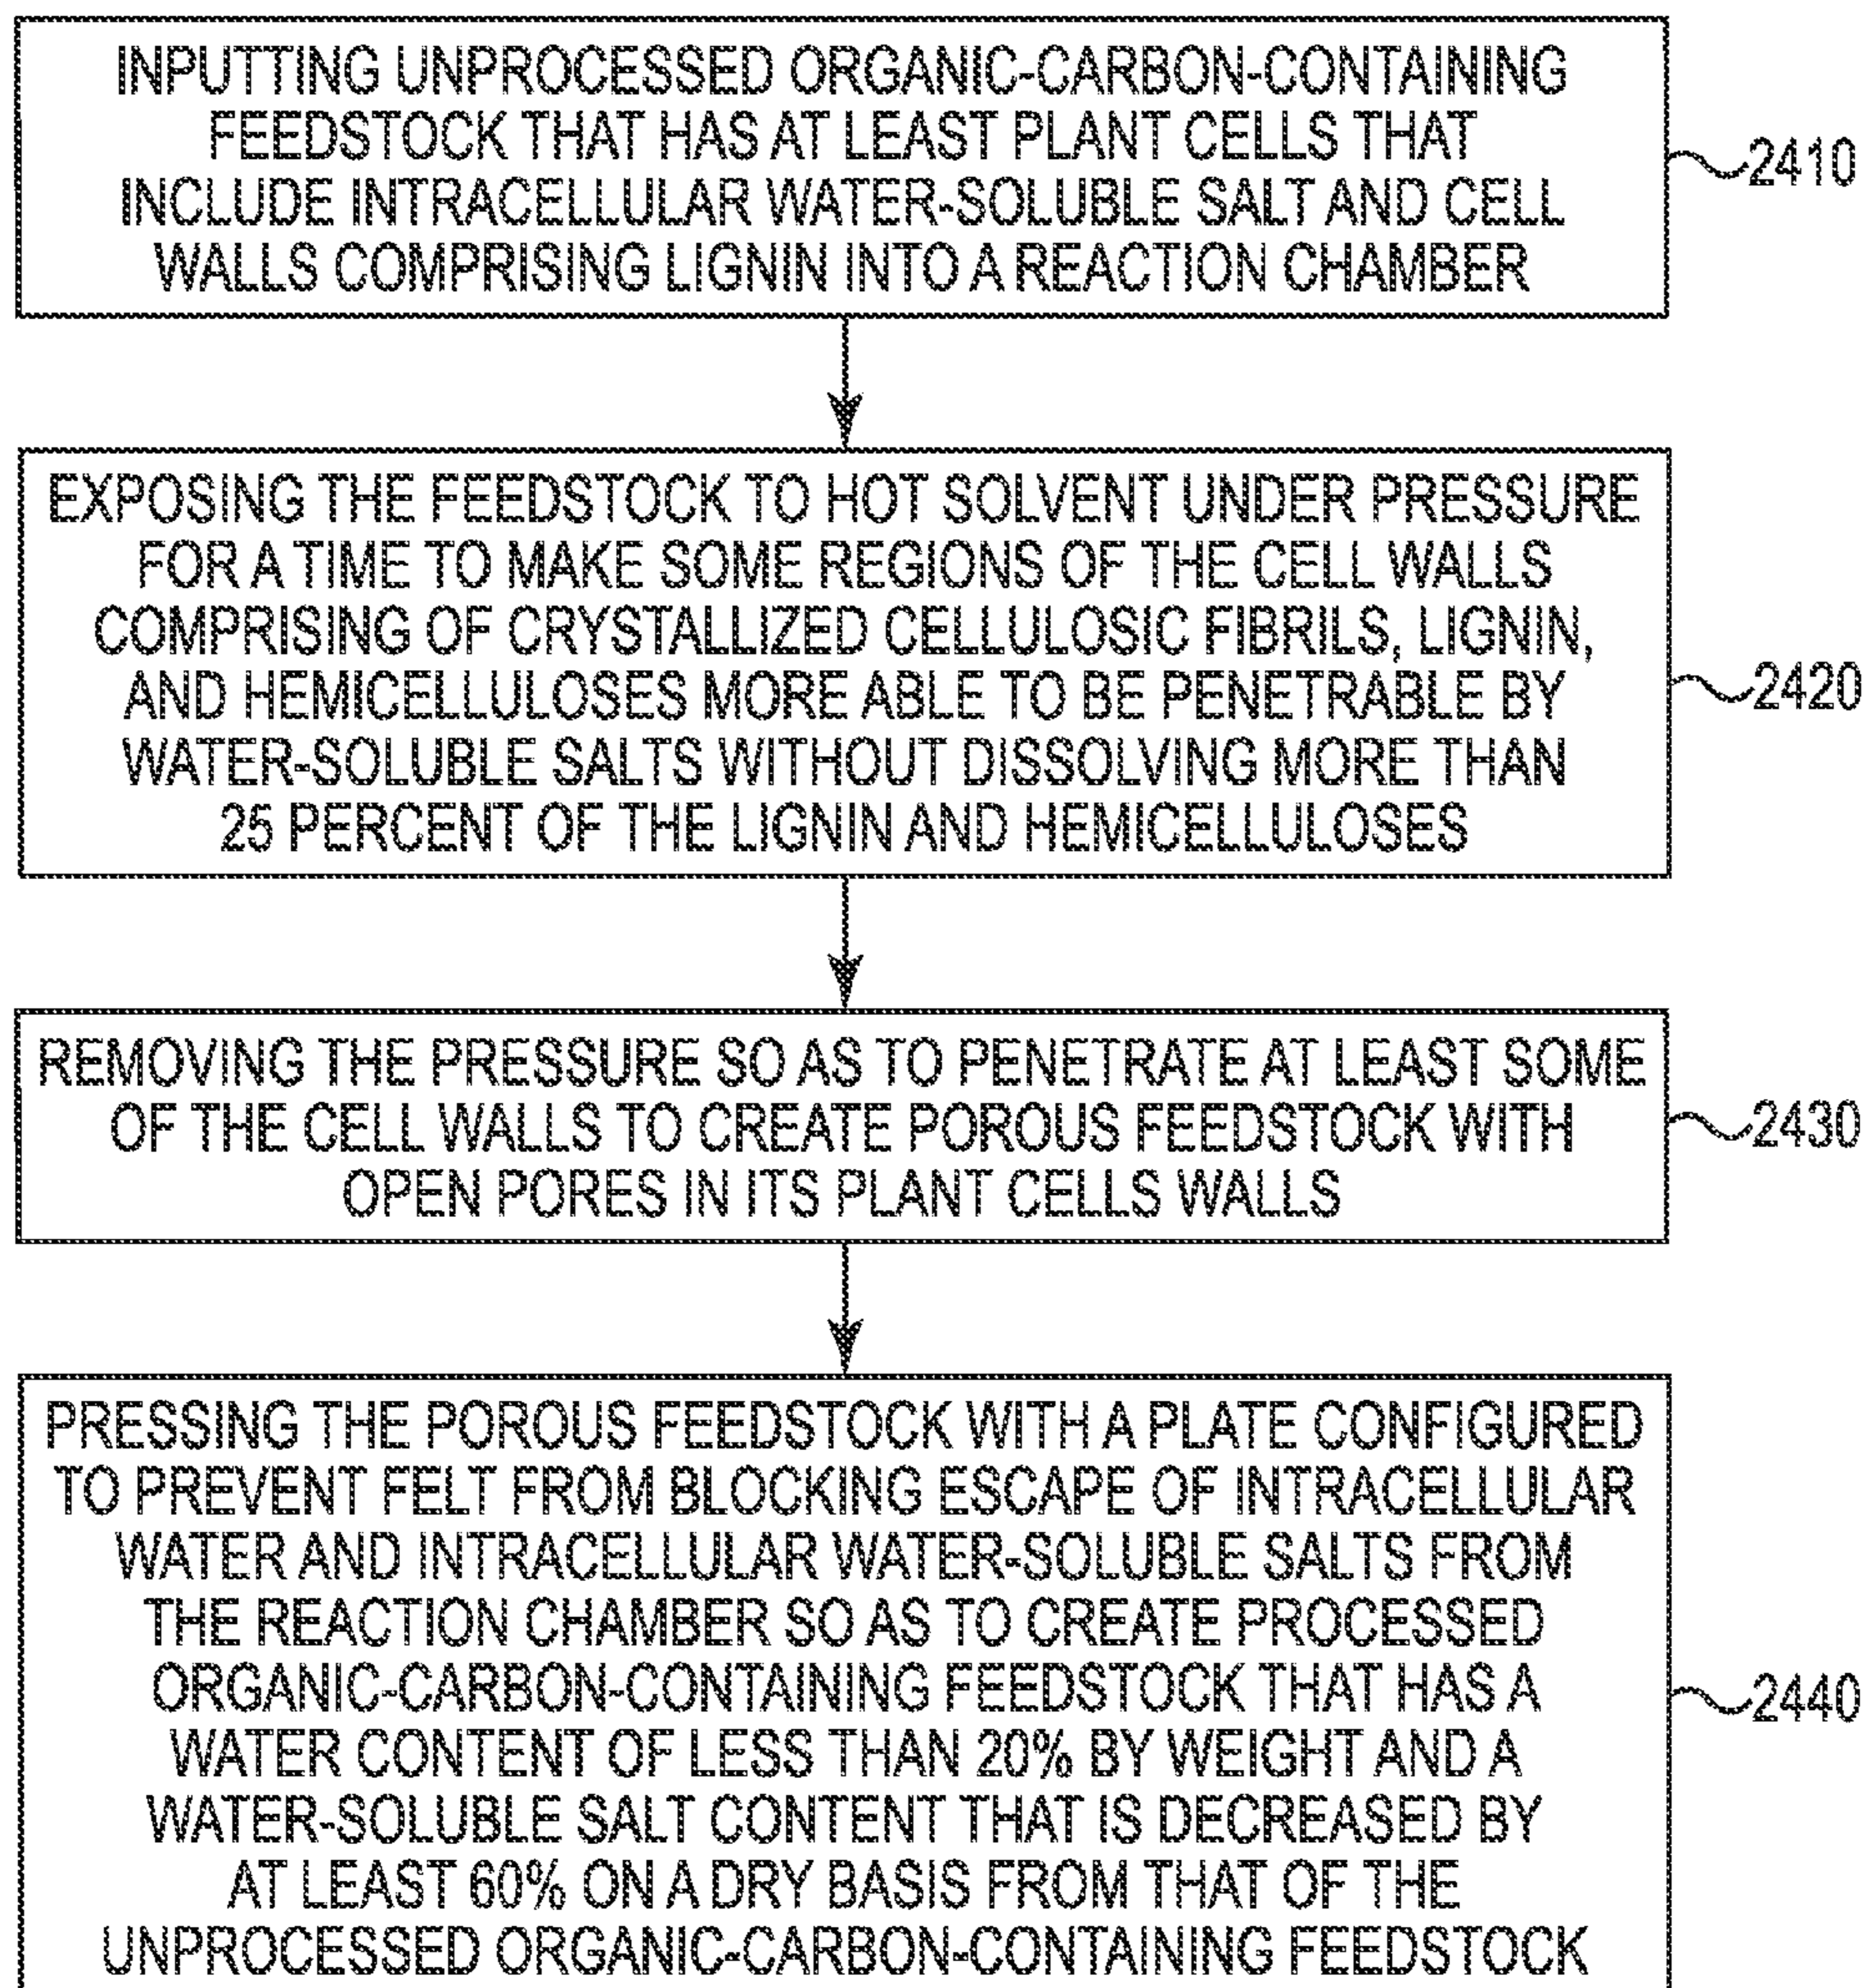 INPUTTING UNPROCESSED ORGANIC-CARBON-CONTAINING
FEEDSTOCK THAT HAS AT LEAST PLANT CELLS THAT
INCLUDE INTRACELLULAR WATER-SOLUBLE SALT AND CELL
WALLS COMPRISING LIGNIN INTO A REACTION CHAMBER
2410
EXPOSING THE FEEDSTOCK TO HOT SOLVENT UNDER PRESSURE
FOR A TIME TO MAKE SOME REGIONS OF THE CELL WALLS
COMPRISING OF CRYSTALLIZED CELLULOSIC FIBRILS, LIGNIN,
AND HEMICELLULOSES MORE ABLE TO BE PENETRABLE BY
WATER-SOLUBLE SALTS WITHOUT DISSOLVING MORE THAN
25 PERCENT OF THE LIGNIN AND HEMICELLULOSES
2420
REMOVING THE PRESSURE SO AS TO PENETRATE AT LEAST SOME
OF THE CELL WALLS TO CREATE POROUS FEEDSTOCK WITH
OPEN PORES IN ITS PLANT CELLS WALLS
2430
PRESSING THE POROUS FEEDSTOCK WITH A PLATE CONFIGURED
TO PREVENT FELT FROM BLOCKING ESCAPE OF INTRACELLULAR
WATER AND INTRACELLULAR WATER-SOLUBLE SALTS FROM
THE REACTION CHAMBER SO AS TO CREATE PROCESSED
ORGANIC-CARBON-CONTAINING FEEDSTOCK THAT HAS A
WATER CONTENT OF LESS THAN 20% BY WEIGHT AND A
WATER-SOLUBLE SALT CONTENT THAT IS DECREASED BY
AT LEAST 60% ON A DRY BASIS FROM THAT OF THE
UNPROCESSED ORGANIC-CARBON-CONTAINING FEEDSTOCK
2440